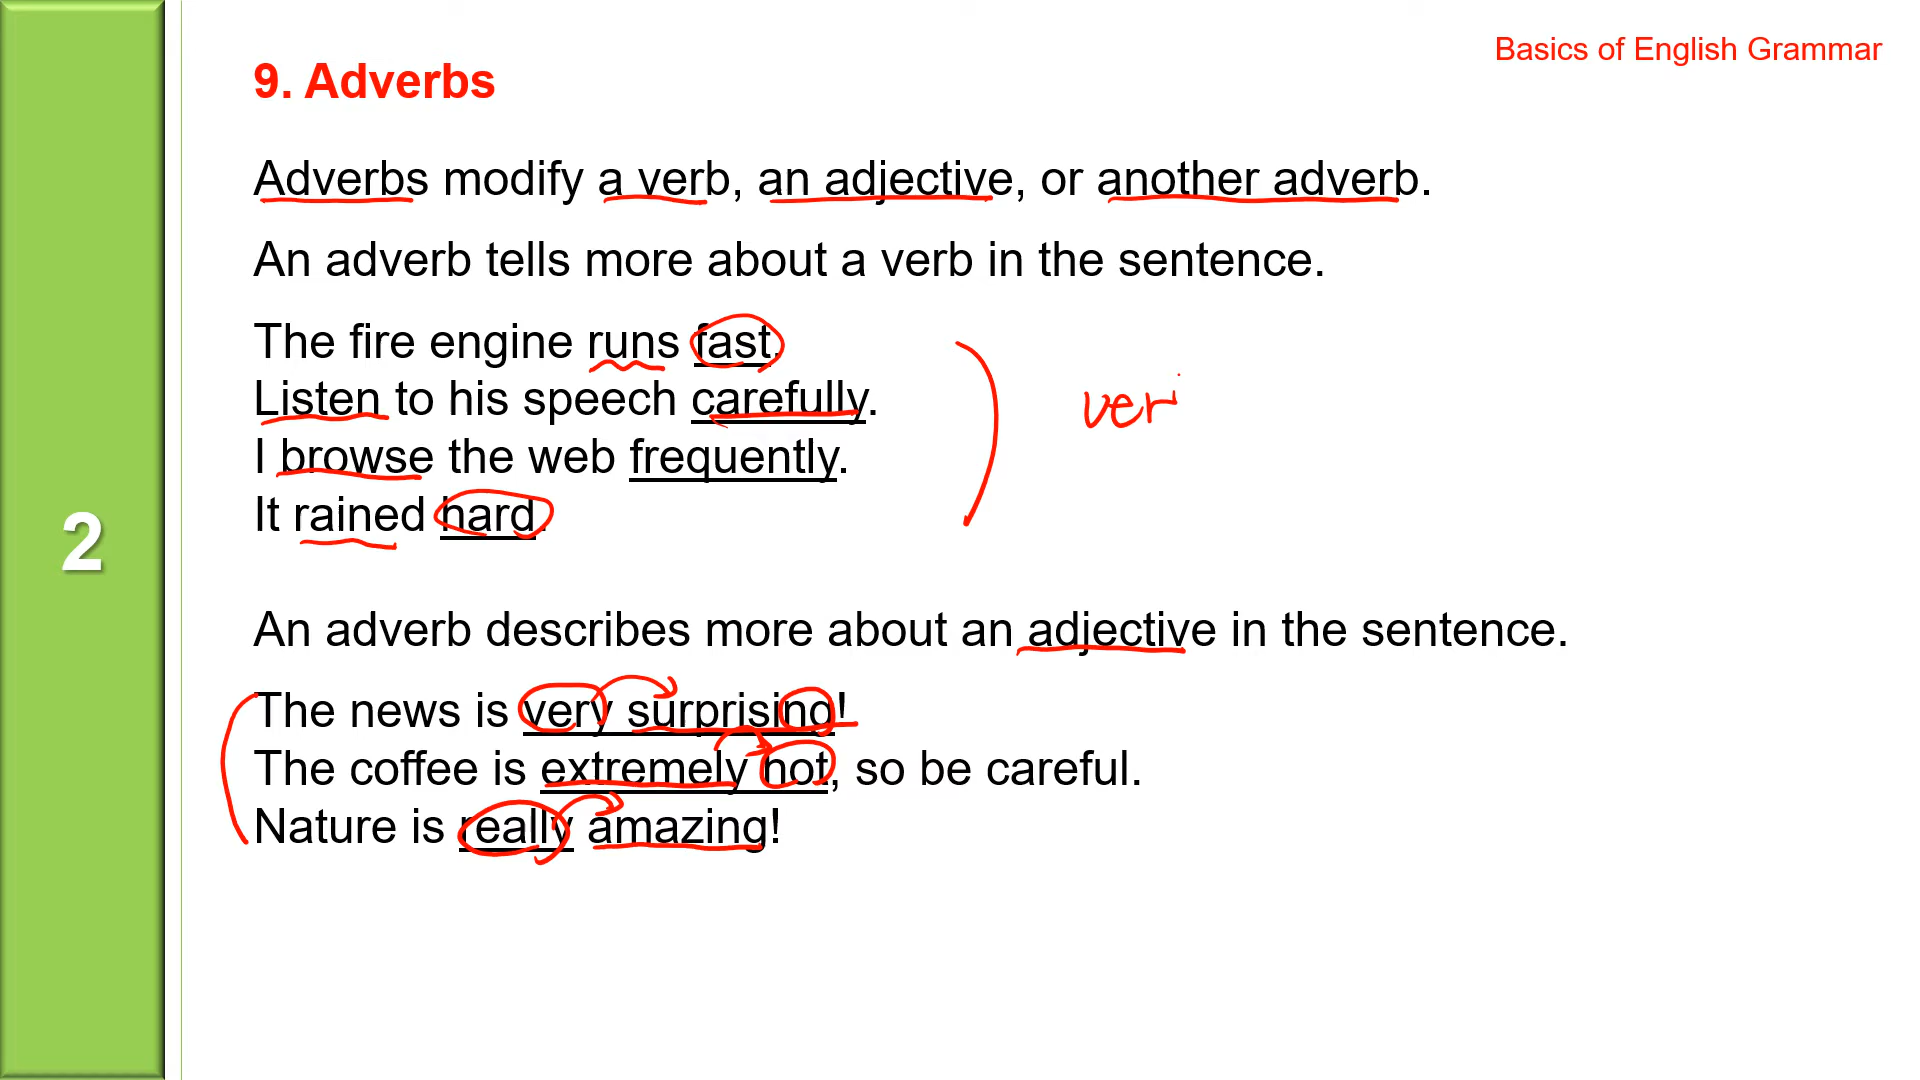 Basics of English Grammar
9. Adverbs
Adverbs modify a verb, an adjective, or another adverb.
An adverb tells more about a verb in the sentence.
The fire engine runs fast.
Listen to his speech carefully.
I browse the web frequently.
It rained hard.
ver
An adverb describes more about an adjective in the sentence.
The news is very surprising!
The coffee is extremely hot, so be careful.
Nature is really amazing!
2